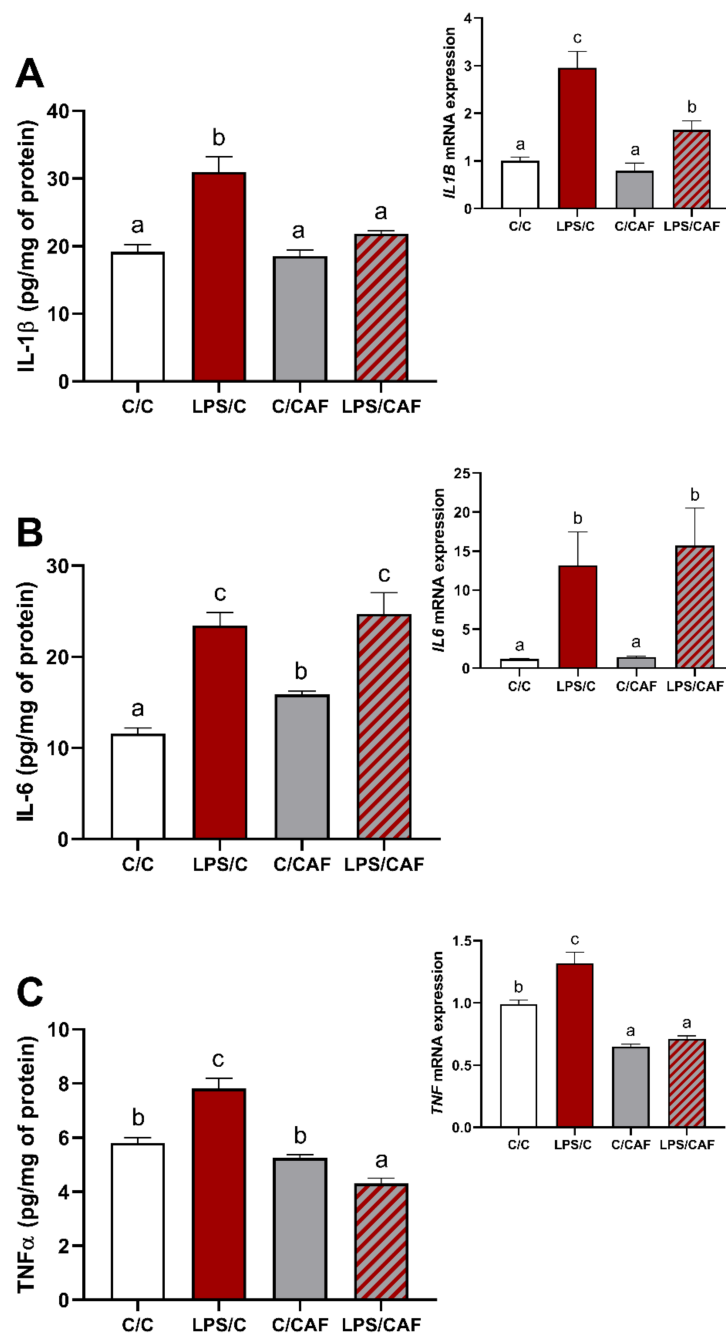 A
IL-1β (pg/mg of protein)
40
30
20
10
0
a
b
a
a
C/C
LPS/C
C/CAF
LPS/CAF
IL1B mRNA expression
4
3
2
1
0
a
c
a
b
C/C
LPS/C
C/CAF
LPS/CAF
B
IL-6 (pg/mg of protein)
30
20
10
0
a
c
b
c
C/C
LPS/C
C/CAF
LPS/CAF
IL6 mRNA expression
25
20
15
10
5
0
a
b
a
b
C/C
LPS/C
C/CAF
LPS/CAF
C
TNFα (pg/mg of protein)
10
8
6
4
2
0
b
c
b
a
C/C
LPS/C
C/CAF
LPS/CAF
TNF mRNA expression
1.5
1.0
0.5
0.0
b
c
a
a
C/C
LPS/C
C/CAF
LPS/CAF